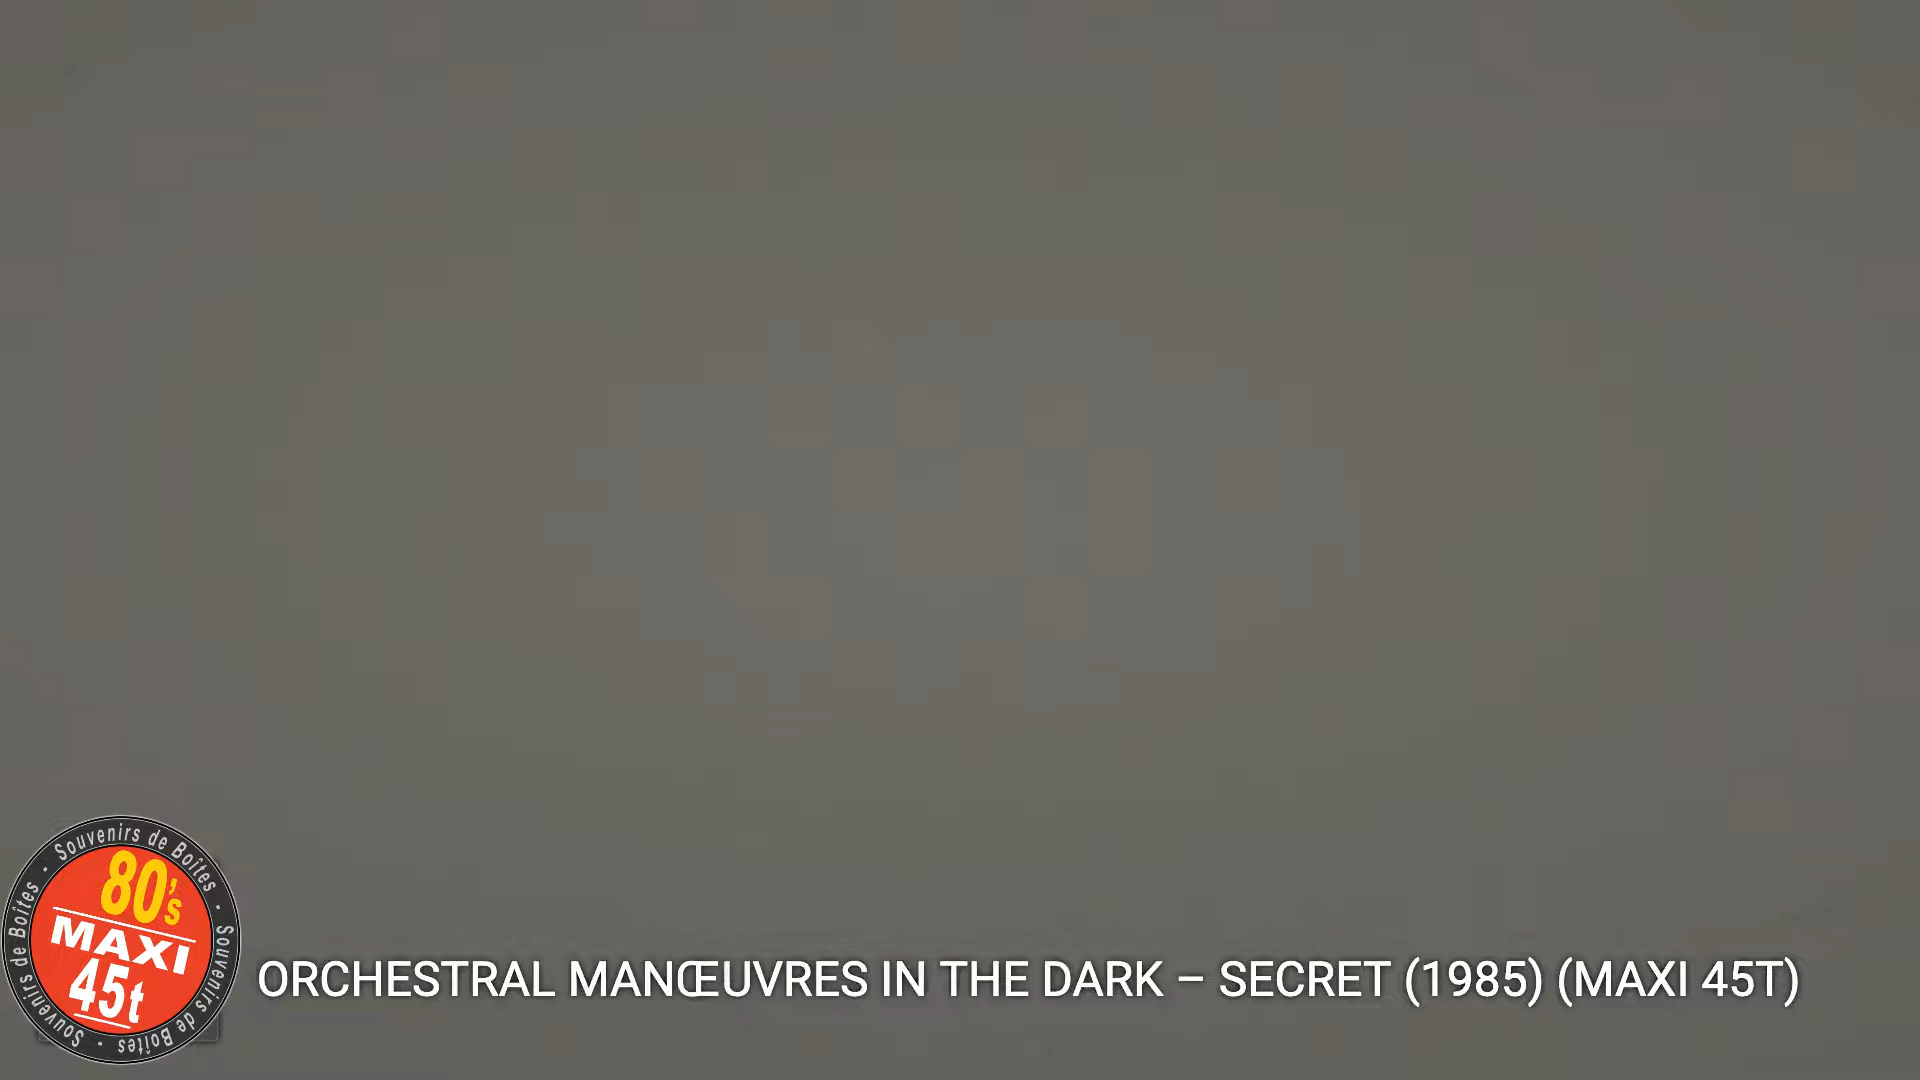 Souvenirs de Boîtes - Souvenirs de Boîtes - Souvenirs de Boîtes -
80's
MAXI
45t
ORCHESTRAL MANŒUVRES IN THE DARK – SECRET (1985) (MAXI 45T)